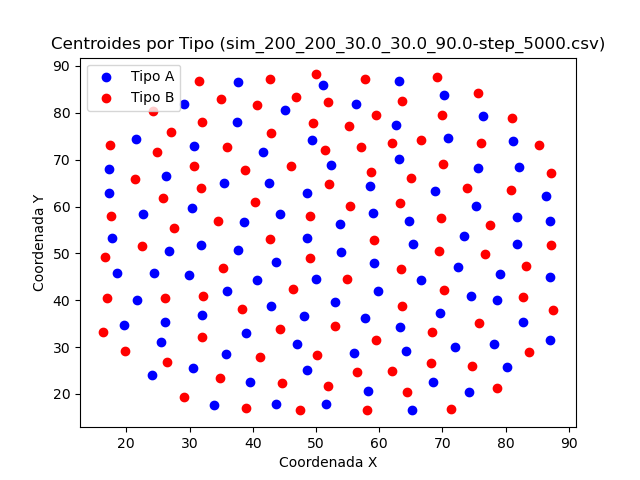 Centroides por Tipo (sim_200_200_30.0_30.0_90.0-step_5000.csv)
Tipo A
Tipo B
90
80
70
60
50
40
30
20
Coordenada Y
20 30 40 50 60 70 80 90
Coordenada X